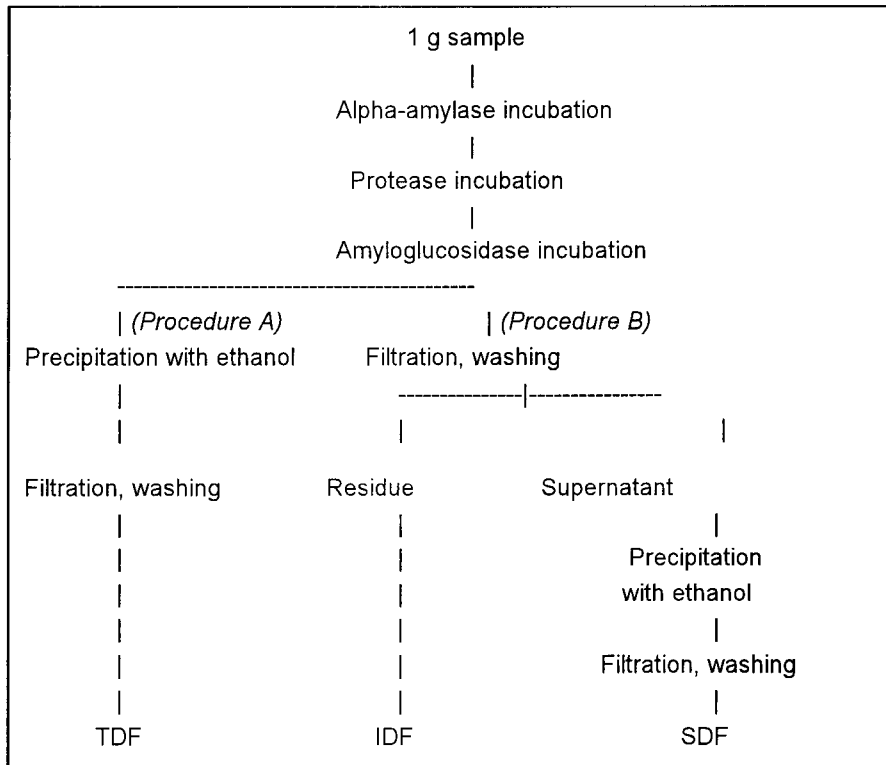 1 g sample
Alpha-amylase incubation
Protease incubation
Amyloglucosidase incubation
(Procedure A) (Procedure B)
Precipitation with ethanol Filtration, washing
Filtration, washing Residue Supernatant
Precipitation
with ethanol
Filtration, washing
TDF IDF SDF